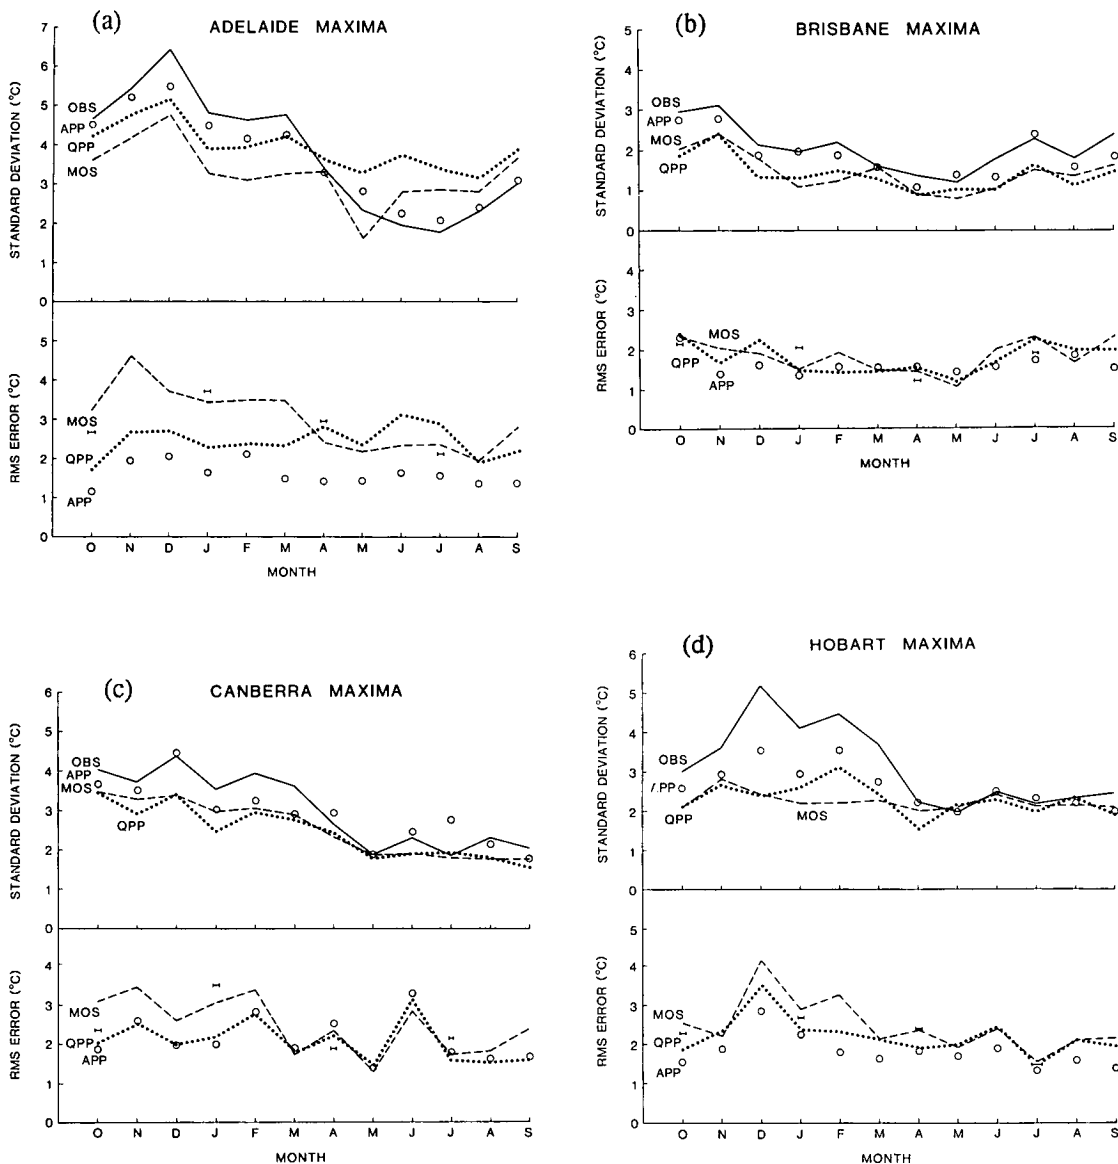 (a)
ADELAIDE MAXIMA
STANDARD DEVIATION (°C)
7
6
5
4
3
2
1
0
OBS
APP
QPP
MOS
RMS ERROR (°C)
5
4
3
2
1
0
MOS
QPP
APP
O N D J F M A M J J A S
MONTH
(b)
BRISBANE MAXIMA
STANDARD DEVIATION (°C)
5
4
3
2
1
0
OBS
APP
MOS
QPP
RMS ERROR (°C)
4
3
2
1
0
MOS
QPP
APP
O N D J F M A M J J A S
MONTH
(c)
CANBERRA MAXIMA
STANDARD DEVIATION (°C)
6
5
4
3
2
1
0
OBS
APP
MOS
QPP
RMS ERROR (°C)
4
3
2
1
0
MOS
QPP
APP
O N D J F M A M J J A S
MONTH
(d)
HOBART MAXIMA
STANDARD DEVIATION (°C)
6
5
4
3
2
1
0
OBS
APP
QPP
MOS
RMS ERROR (°C)
5
4
3
2
1
0
MOS
QPP
APP
O N D J F M A M J J A S
MONTH